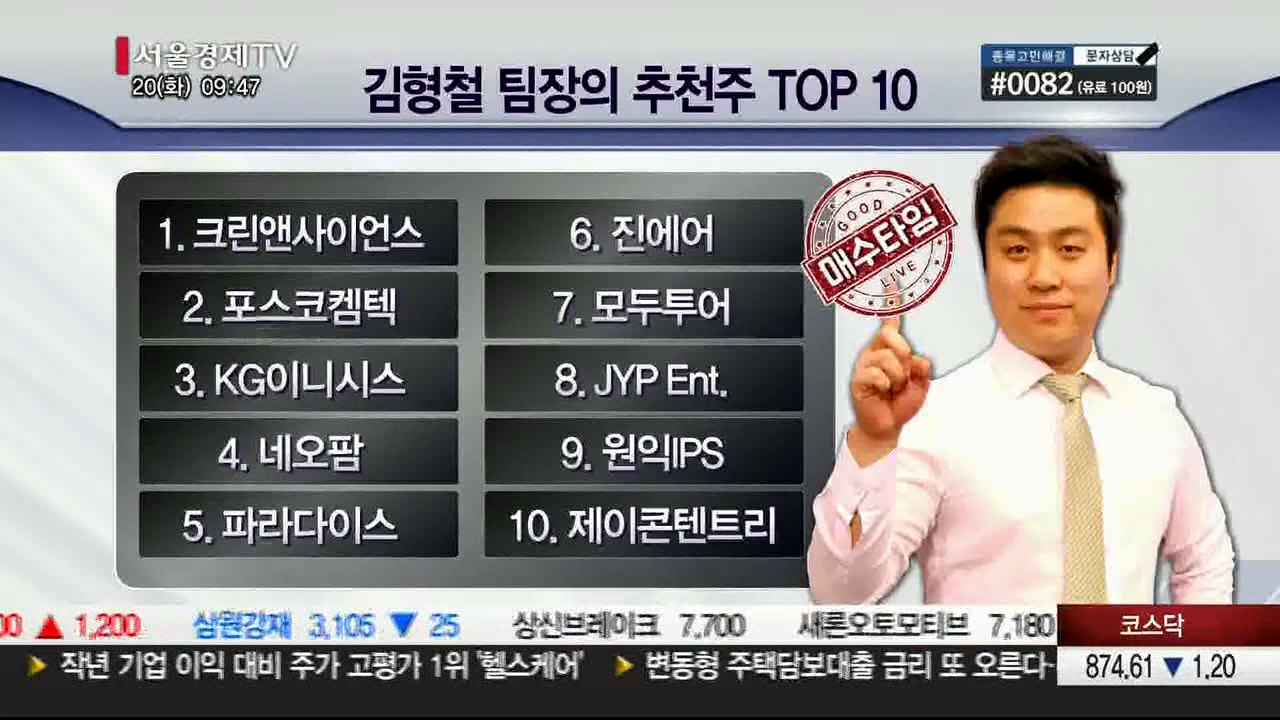 서울경제TV
20(화) 09:47
김형철 팀장의 추천주 TOP 10
종목고민해결 문자상담
#0082 (유료 100원)
1. 크린앤사이언스
2. 포스코켐텍
3. KG이니시스
4. 네오팜
5. 파라다이스
6. 진에어
7. 모두투어
8. JYP Ent.
9. 원익IPS
10. 제이콘텐트리
GOOD
매수타임
LIVE
00 ▲ 1,200 삼원강재 3,105 ▼ 25 상신브레이크 7,700 새론오토모티브 7,180
코스닥
▶ 작년 기업 이익 대비 주가 고평가 1위 '헬스케어' ▶ 변동형 주택담보대출 금리 또 오른다
874.61 ▼ 1.20